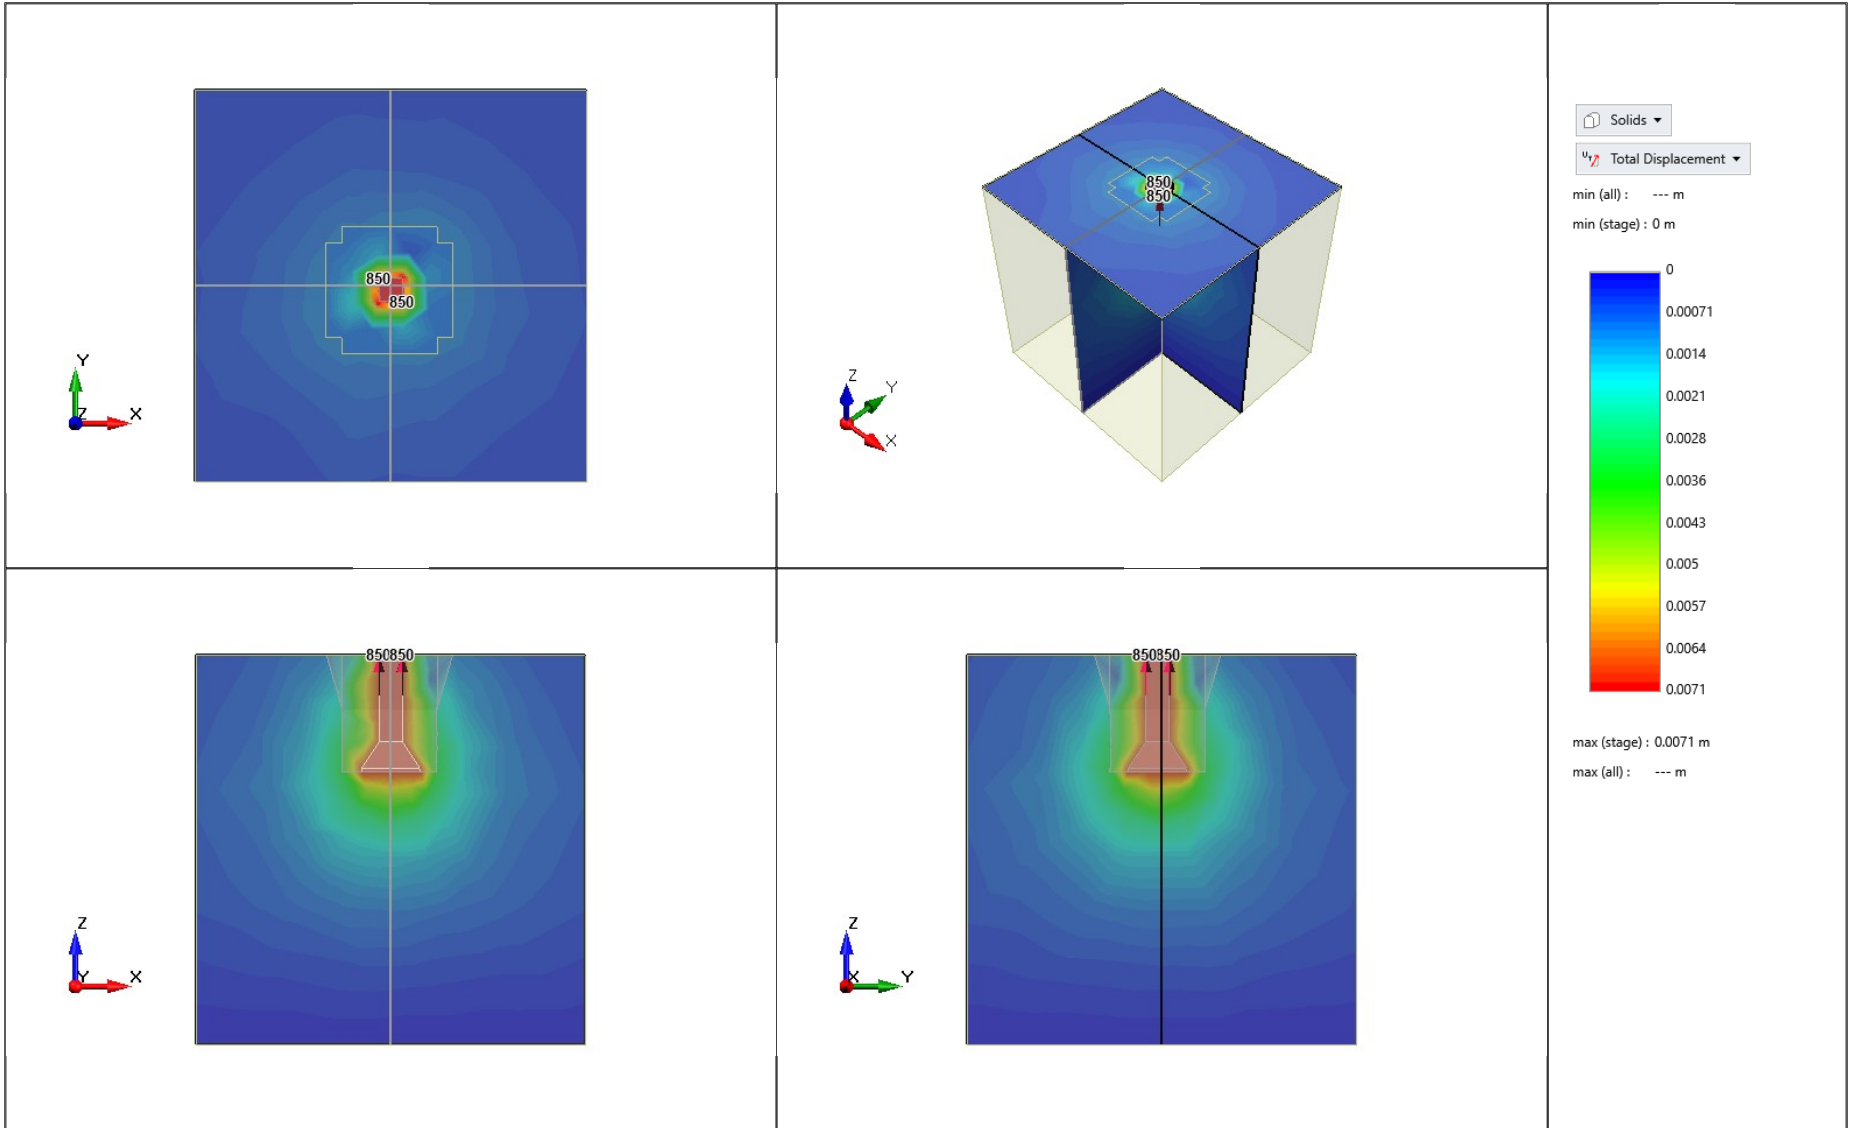 850
850
Y
Z
X
850
850
Z
Y
X
Solids
Total Displacement
min (all) : --- m
min (stage) : 0 m
0
0.00071
0.0014
0.0021
0.0028
0.0036
0.0043
0.005
0.0057
0.0064
0.0071
max (stage) : 0.0071 m
max (all) : --- m
850850
Z
Y
X
850850
Z
X
Y